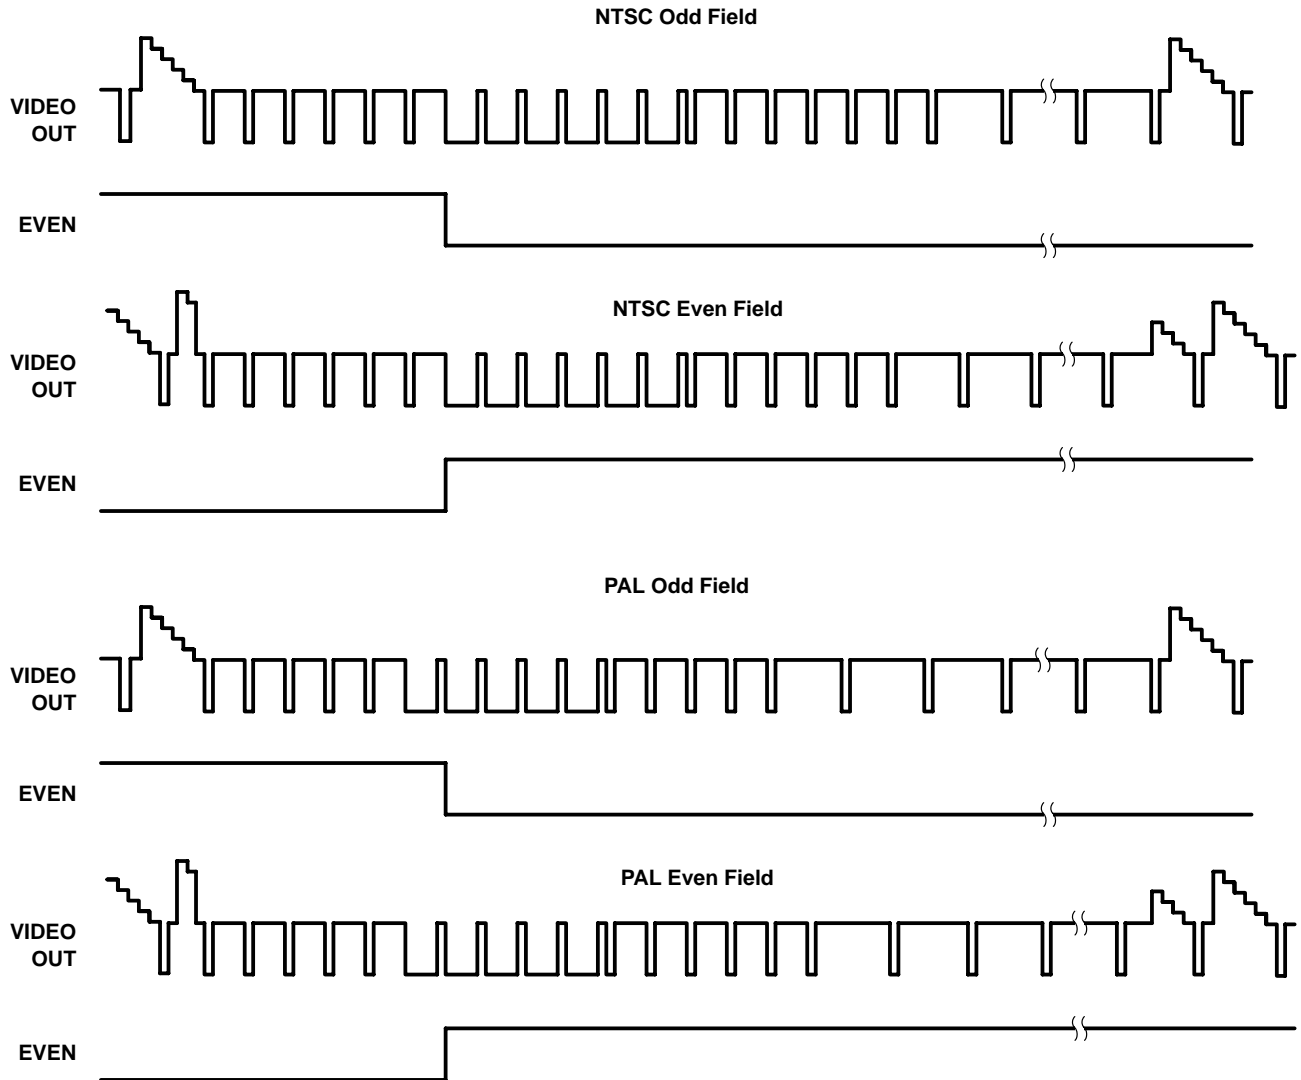 NTSC Odd Field
VIDEO
OUT
EVEN
NTSC Even Field
VIDEO
OUT
EVEN
PAL Odd Field
VIDEO
OUT
EVEN
PAL Even Field
VIDEO
OUT
EVEN